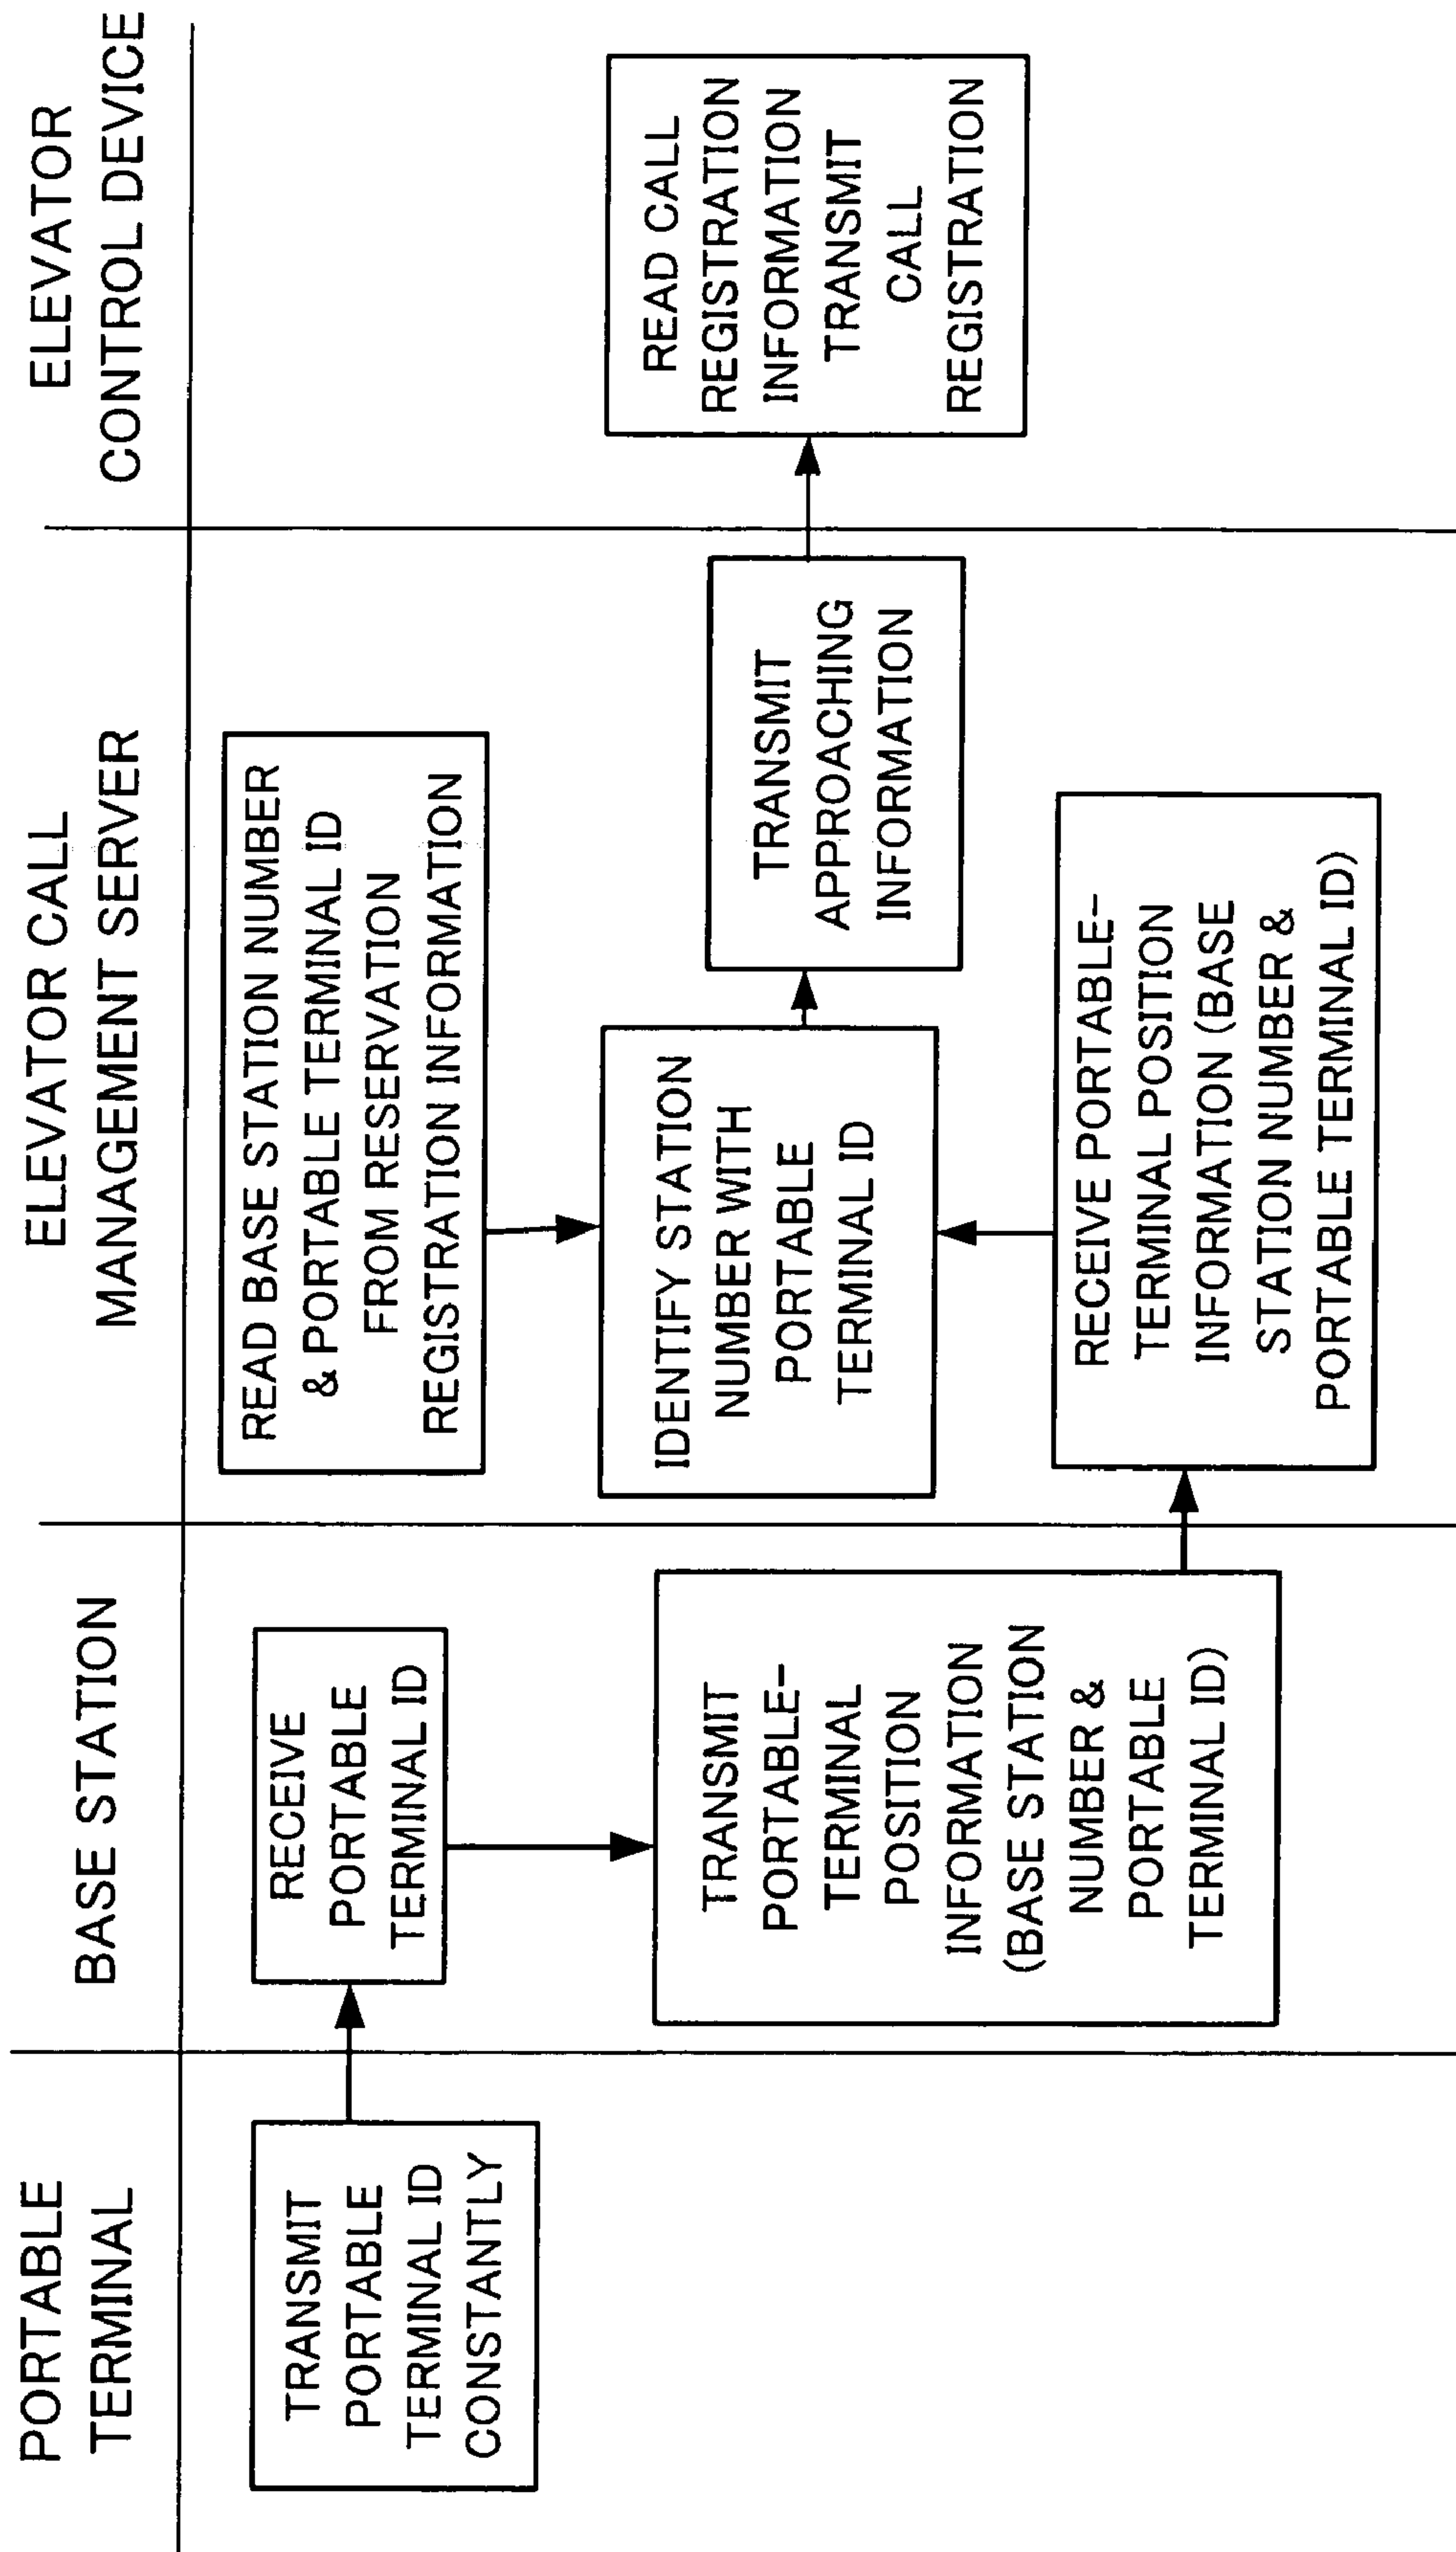 PORTABLE
TERMINAL
BASE STATION
ELEVATOR CALL
MANAGEMENT SERVER
ELEVATOR
CONTROL DEVICE
TRANSMIT
PORTABLE
TERMINAL ID
CONSTANTLY
RECEIVE
PORTABLE
TERMINAL ID
TRANSMIT
PORTABLE-
TERMINAL
POSITION
INFORMATION
(BASE STATION
NUMBER &
PORTABLE
TERMINAL ID)
READ BASE STATION NUMBER
& PORTABLE TERMINAL ID
FROM RESERVATION
REGISTRATION INFORMATION
IDENTIFY STATION
NUMBER WITH
PORTABLE
TERMINAL ID
RECEIVE PORTABLE-
TERMINAL POSITION
INFORMATION (BASE
STATION NUMBER &
PORTABLE TERMINAL ID)
TRANSMIT
APPROACHING
INFORMATION
READ CALL
REGISTRATION
INFORMATION
TRANSMIT
CALL
REGISTRATION